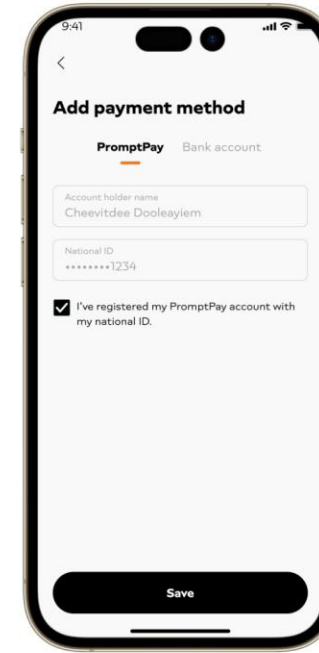 9:41
Add payment method
PromptPay Bank account
Account holder name
Cheevitdee Dooleayiem
National ID
••••••••1234
I've registered my PromptPay account with
my national ID.
Save